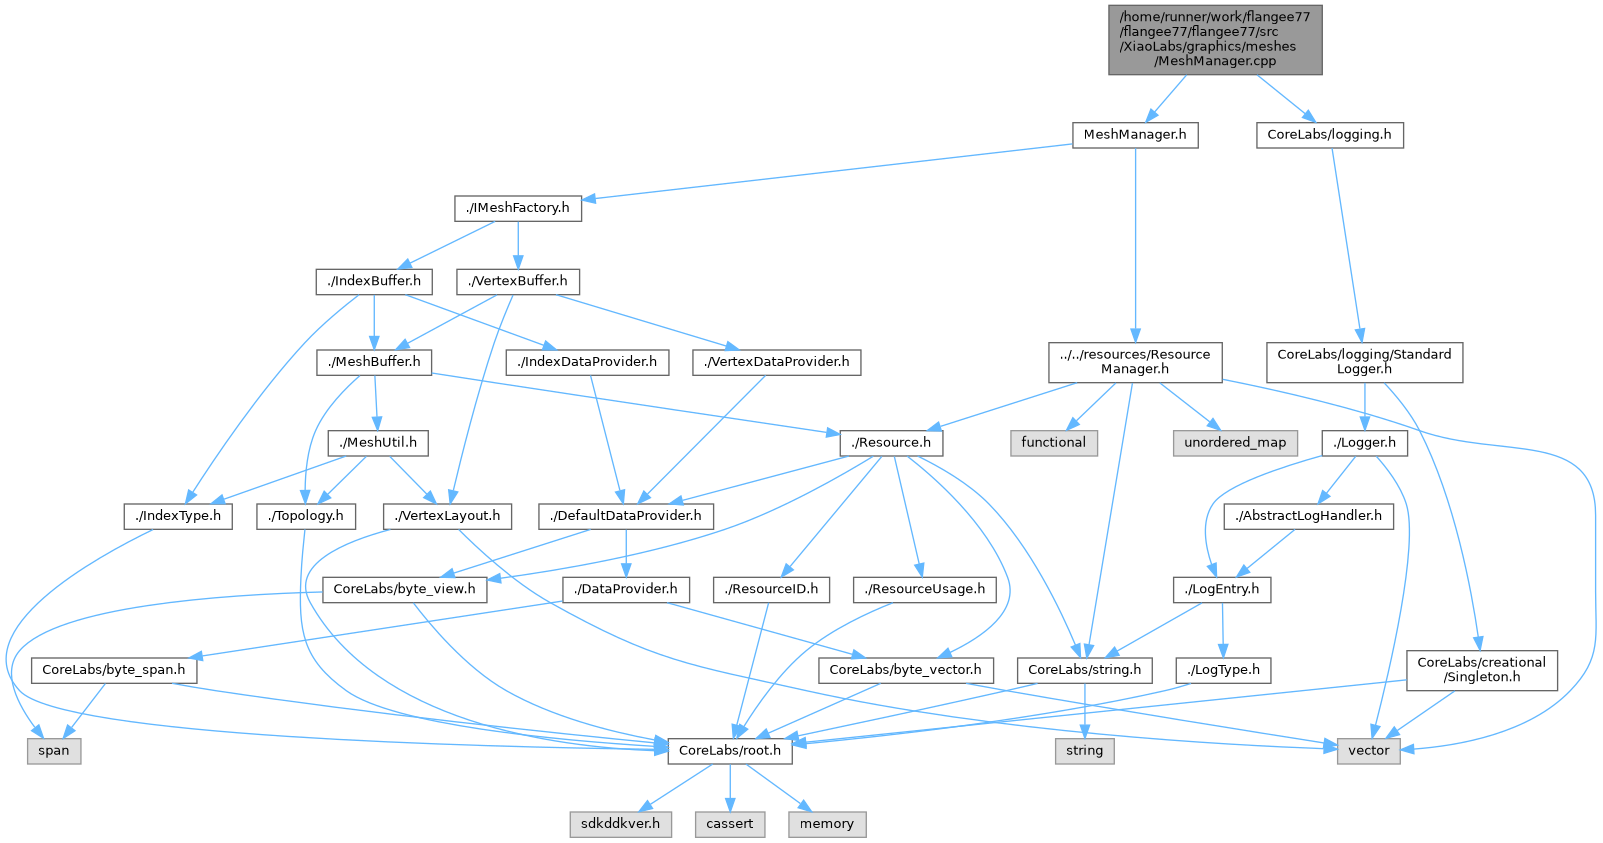 /home/runner/work/flangee77
/flangee77/flangee77/src
/XiaoLabs/graphics/meshes
/MeshManager.cpp
MeshManager.h
CoreLabs/logging.h
./IMeshFactory.h
./IndexBuffer.h
./VertexBuffer.h
./MeshBuffer.h
./IndexDataProvider.h
./VertexDataProvider.h
../../resources/Resource
Manager.h
CoreLabs/logging/Standard
Logger.h
./MeshUtil.h
./Resource.h
functional
unordered_map
./Logger.h
./IndexType.h
./Topology.h
./VertexLayout.h
./DefaultDataProvider.h
./AbstractLogHandler.h
CoreLabs/byte_view.h
./DataProvider.h
./ResourceID.h
./ResourceUsage.h
./LogEntry.h
CoreLabs/byte_span.h
CoreLabs/byte_vector.h
CoreLabs/string.h
./LogType.h
CoreLabs/creational
/Singleton.h
span
CoreLabs/root.h
string
vector
sdkddkver.h
cassert
memory